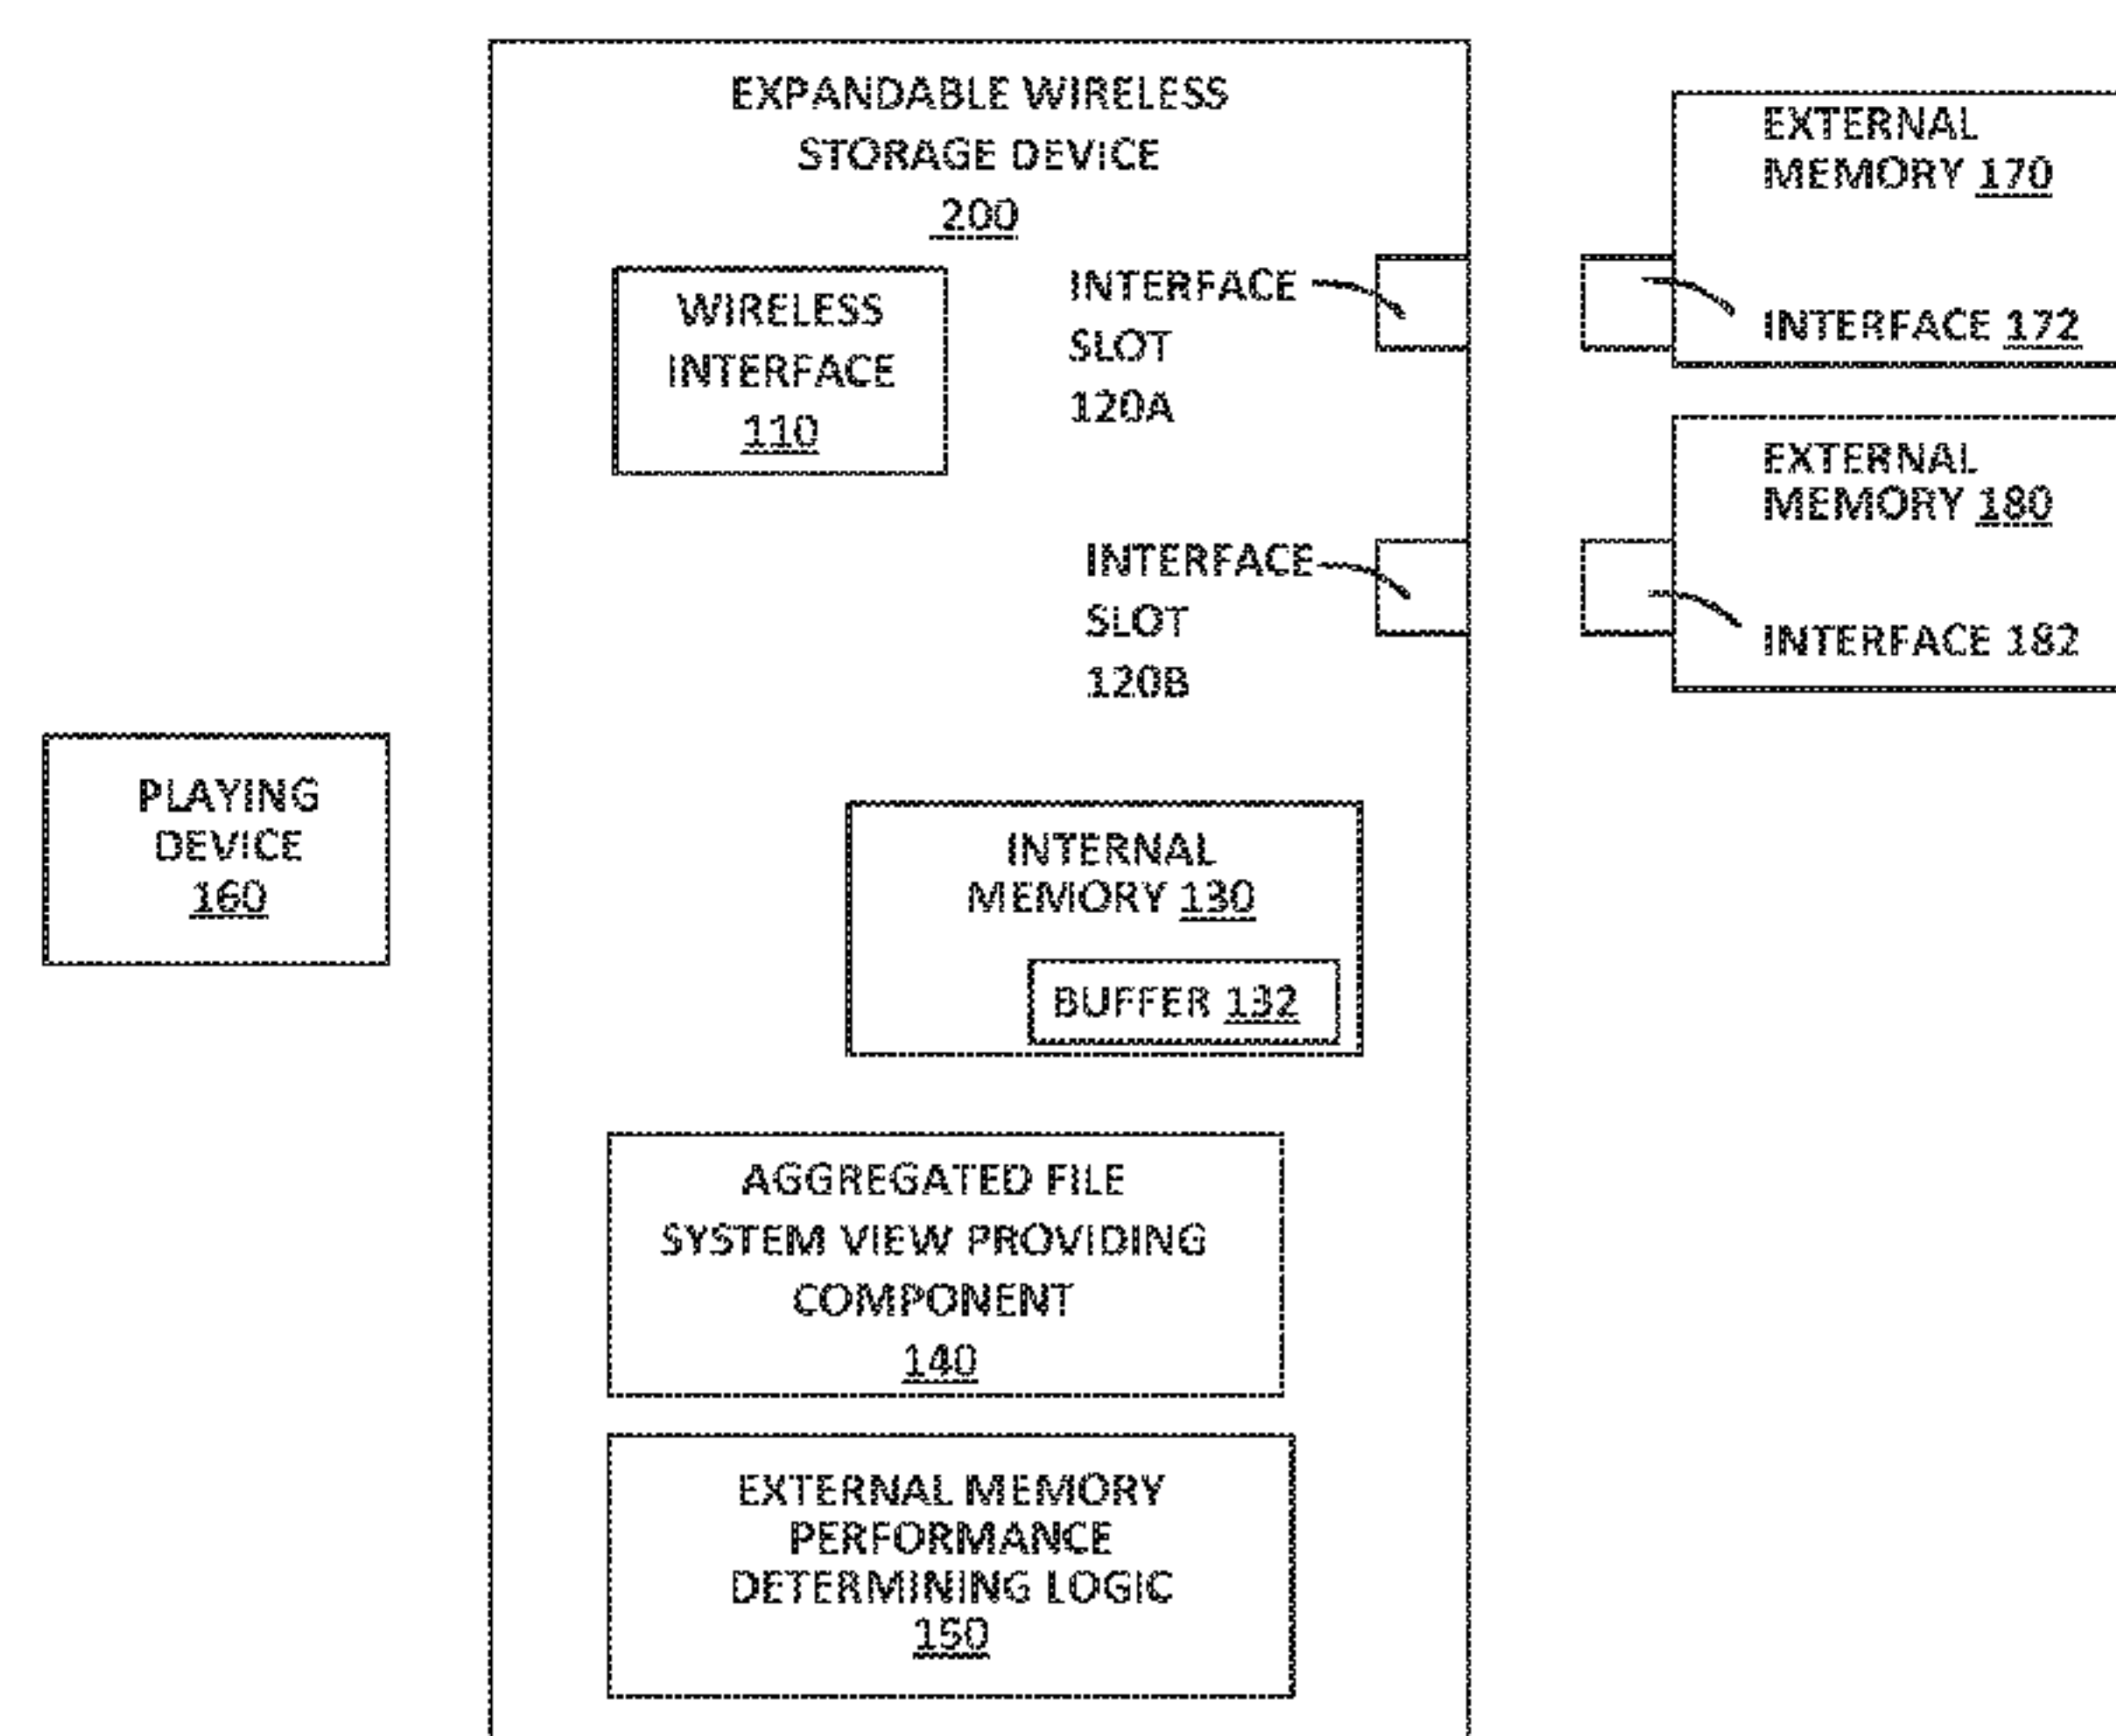 EXPANDABLE WIRELESS
STORAGE DEVICE
200
WIRELESS
INTERFACE
110
INTERFACE
SLOT
120A
EXTERNAL
MEMORY 170
INTERFACE 172
INTERFACE
SLOT
120B
EXTERNAL
MEMORY 180
INTERFACE 182
PLAYING
DEVICE
160
INTERNAL
MEMORY 130
BUFFER 132
AGGREGATED FILE
SYSTEM VIEW PROVIDING
COMPONENT
140
EXTERNAL MEMORY
PERFORMANCE
DETERMINING LOGIC
150